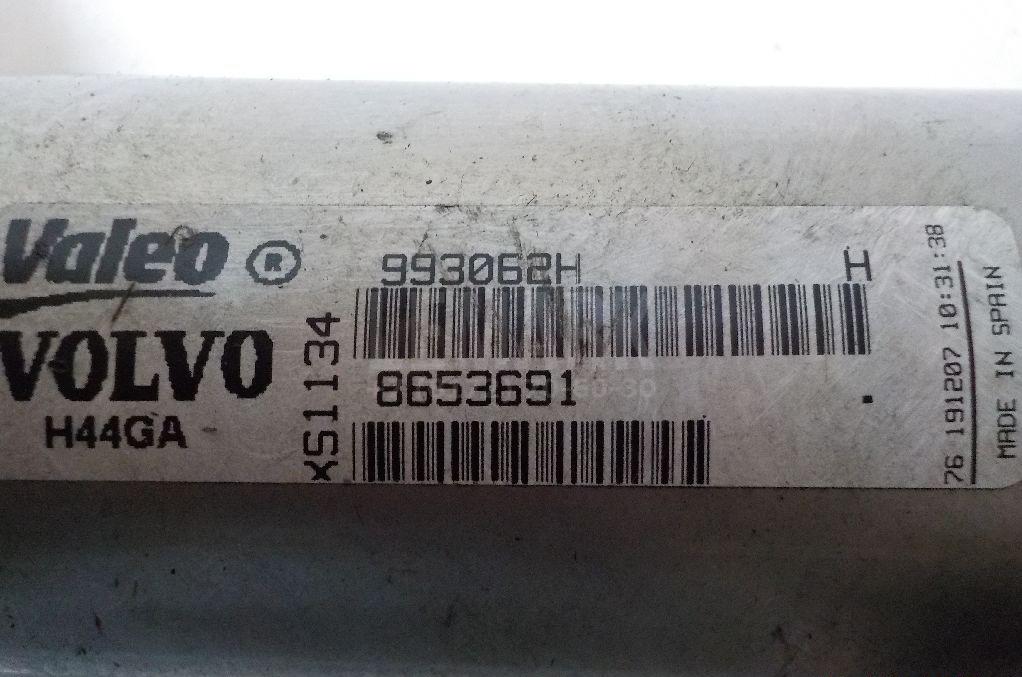 Valeo®
VOLVO
H44GA
XS1134
993062H H
8653691 .
76 191207 10:31:38
MADE IN SPAIN